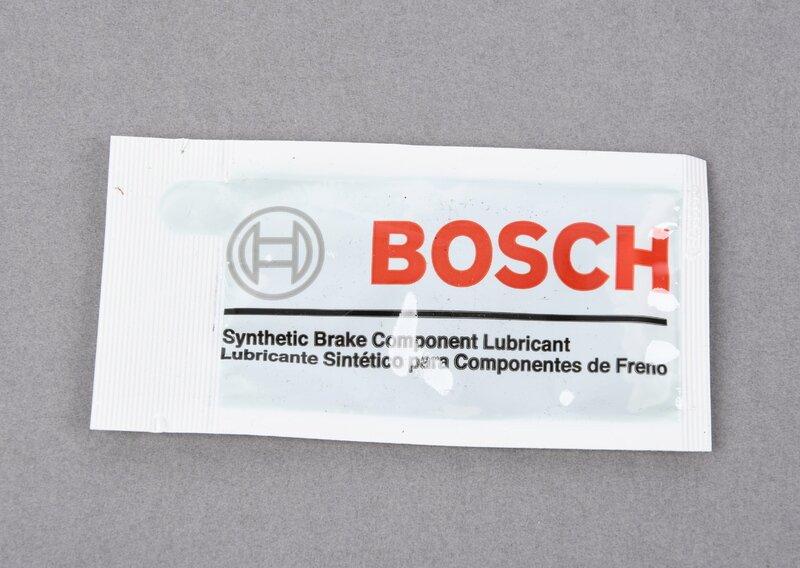 BOSCH
Synthetic Brake Component Lubricant
Lubricante Sintético para Componentes de Freno